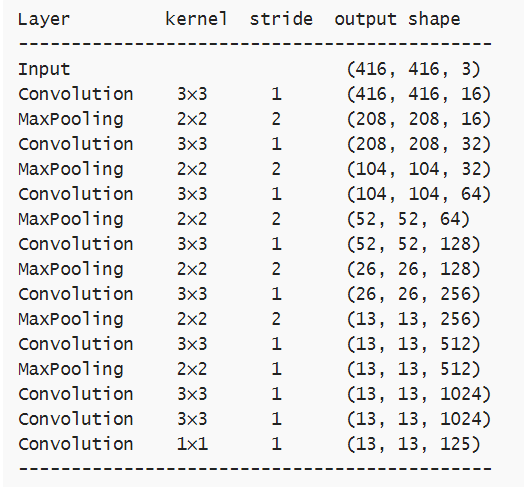 Layer         kernel  stride  output shape
---------------------------------------------
Input                          (416, 416, 3)
Convolution    3×3      1      (416, 416, 16)
MaxPooling     2×2      2      (208, 208, 16)
Convolution    3×3      1      (208, 208, 32)
MaxPooling     2×2      2      (104, 104, 32)
Convolution    3×3      1      (104, 104, 64)
MaxPooling     2×2      2      (52, 52, 64)
Convolution    3×3      1      (52, 52, 128)
MaxPooling     2×2      2      (26, 26, 128)
Convolution    3×3      1      (26, 26, 256)
MaxPooling     2×2      2      (13, 13, 256)
Convolution    3×3      1      (13, 13, 512)
MaxPooling     2×2      1      (13, 13, 512)
Convolution    3×3      1      (13, 13, 1024)
Convolution    3×3      1      (13, 13, 1024)
Convolution    1×1      1      (13, 13, 125)
---------------------------------------------